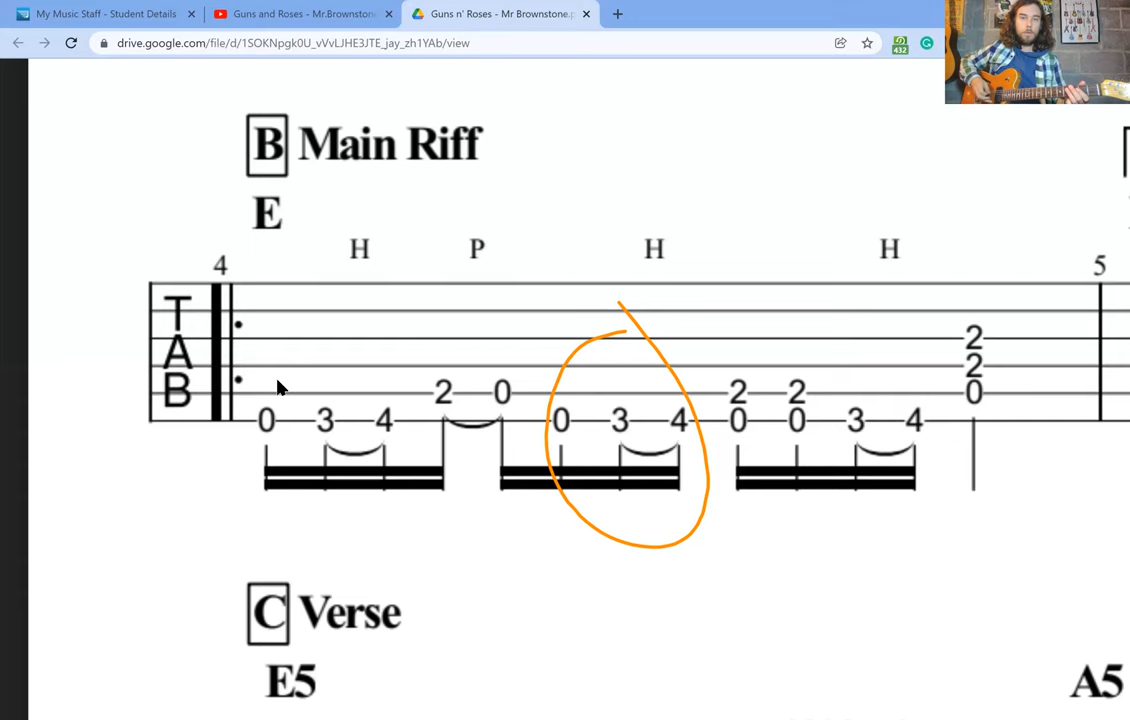 My Music Staff - Student Details
Guns and Roses - Mr.Brownstone
Guns n' Roses - Mr Brownstone.p
drive.google.com/file/d/1SOKNpgk0U_vVvLJHE3JTE_jay_zh1YAb/view
432
B Main Riff
E
H P H H
4 5
T
A
B
2
2
2 0 2 2 0
0 3 4 0 3 4 0 0 3 4
C Verse
E5 A5